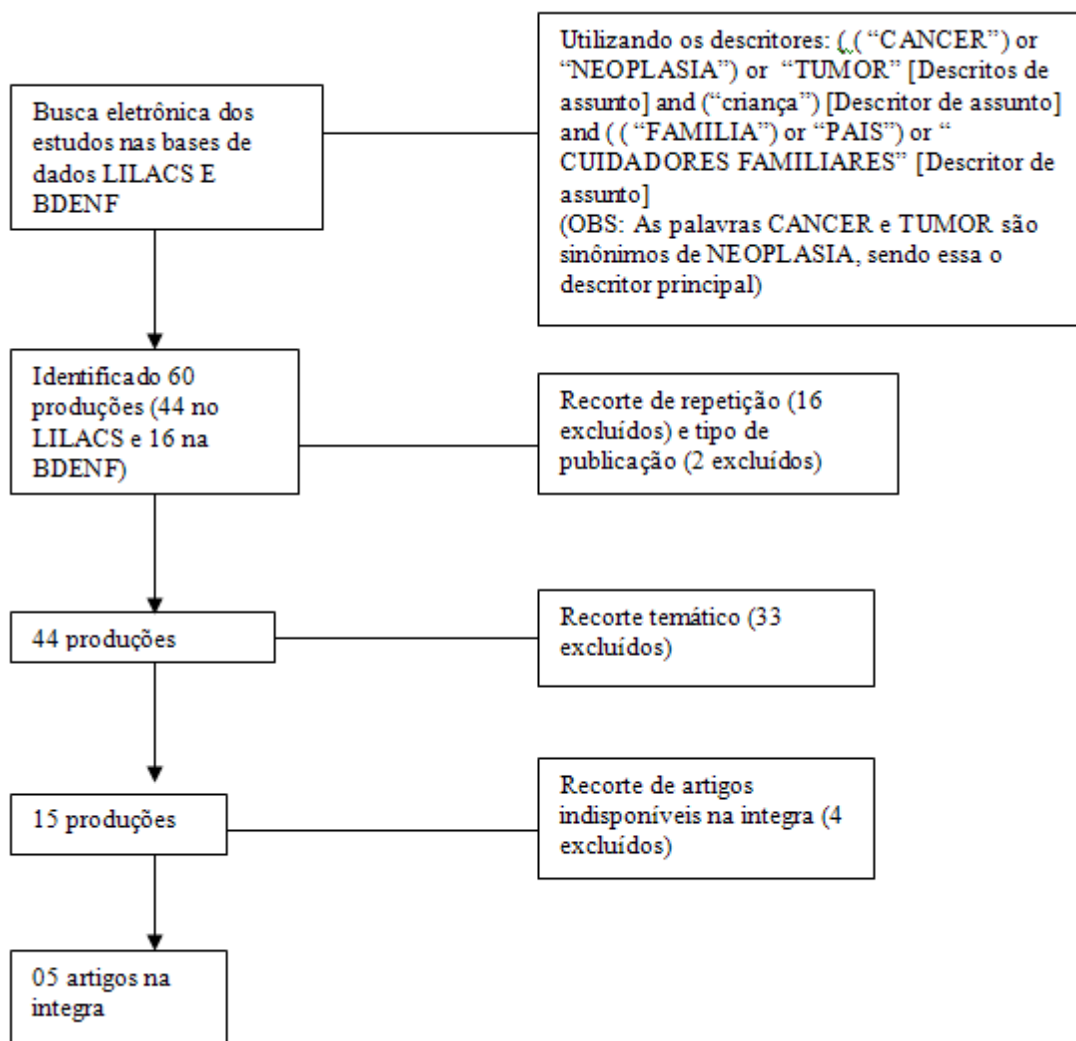 Busca eletrônica dos
estudos nas bases de
dados LILACS E
BDENF
Utilizando os descritores: ( ( “CANCER”) or
“NEOPLASIA”) or “TUMOR” [Descritos de
assunto] and (“criança”) [Descritor de assunto]
and ( ( “FAMILIA”) or “PAIS”) or “
CUIDADORES FAMILIARES” [Descritor de
assunto]
(OBS: As palavras CANCER e TUMOR são
sinônimos de NEOPLASIA, sendo essa o
descritor principal)
Identificado 60
produções (44 no
LILACS e 16 na
BDENF)
Recorte de repetição (16
excluídos) e tipo de
publicação (2 excluídos)
44 produções
Recorte temático (33
excluídos)
15 produções
Recorte de artigos
indisponíveis na integra (4
excluídos)
05 artigos na
integra